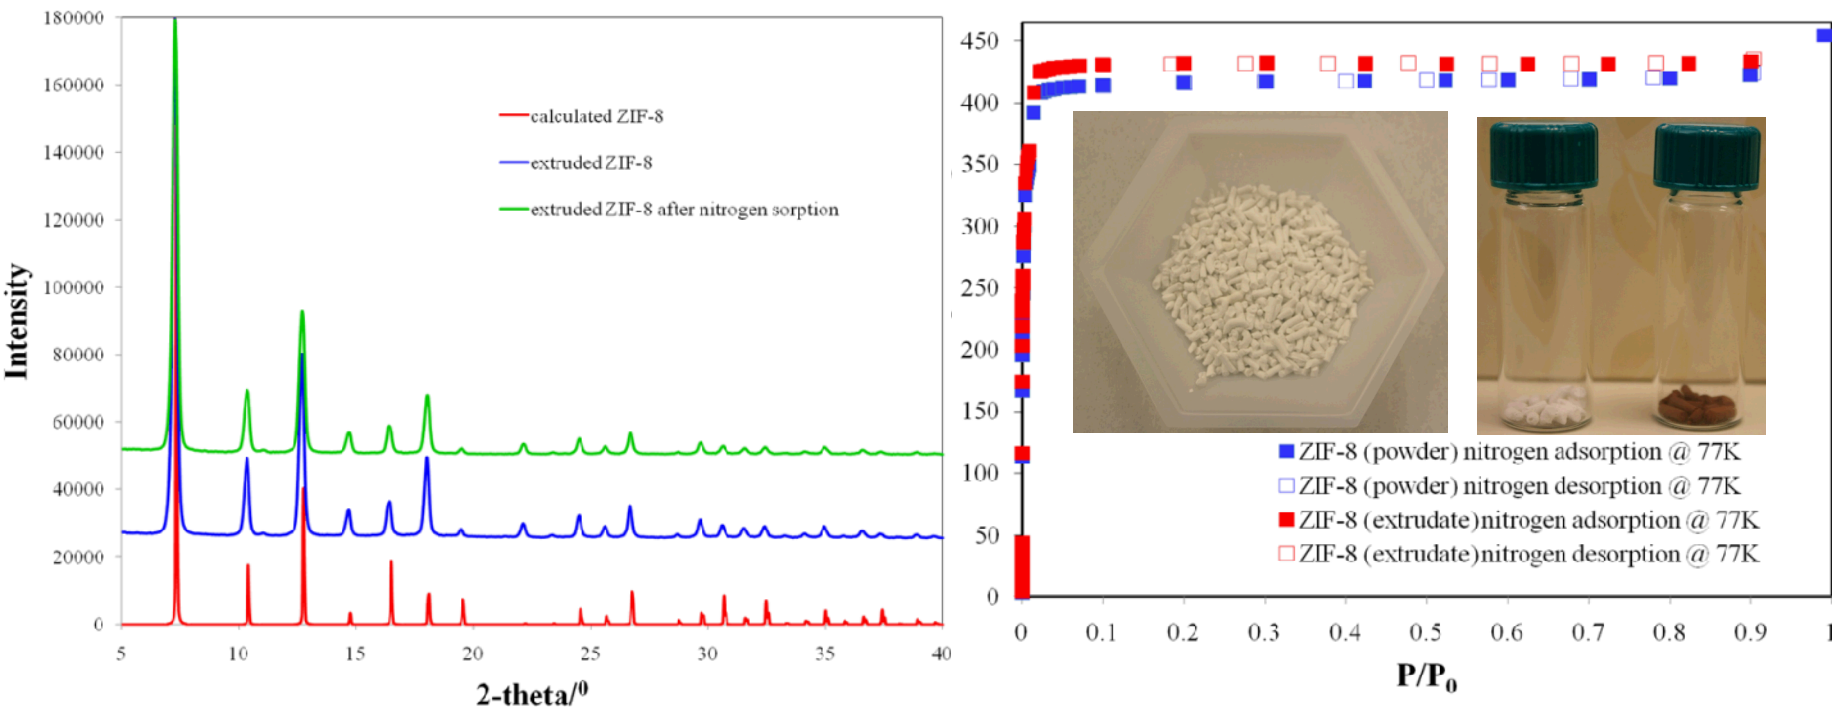 180000
160000
140000
120000
100000
80000
60000
40000
20000
0
Intensity
calculated ZIF-8
extruded ZIF-8
extruded ZIF-8 after nitrogen sorption
5 10 15 20 25 30 35 40
2-theta/⁰
450
400
350
300
250
200
150
100
50
0
ZIF-8 (powder) nitrogen adsorption @ 77K
ZIF-8 (powder) nitrogen desorption @ 77K
ZIF-8 (extrudate)nitrogen adsorption @ 77K
ZIF-8 (extrudate)nitrogen desorption @ 77K
0 0.1 0.2 0.3 0.4 0.5 0.6 0.7 0.8 0.9 1
P/P₀